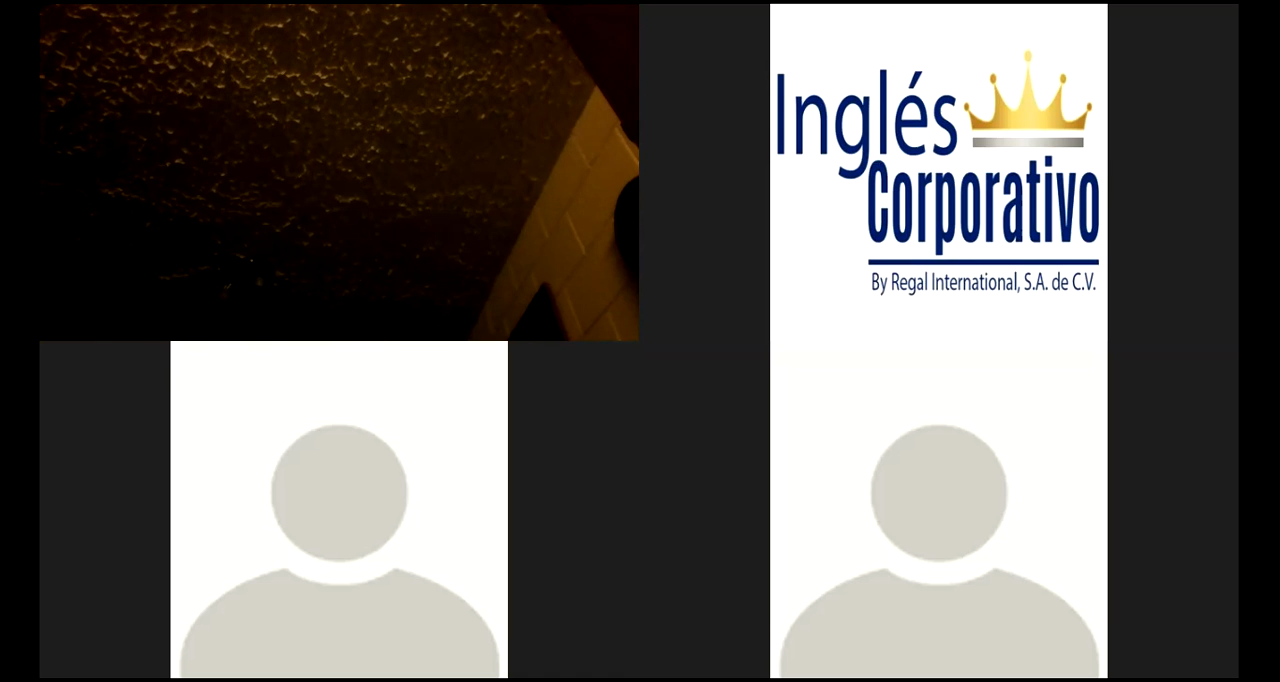 Inglés
Corporativo
By Regal International, S.A. de C.V.